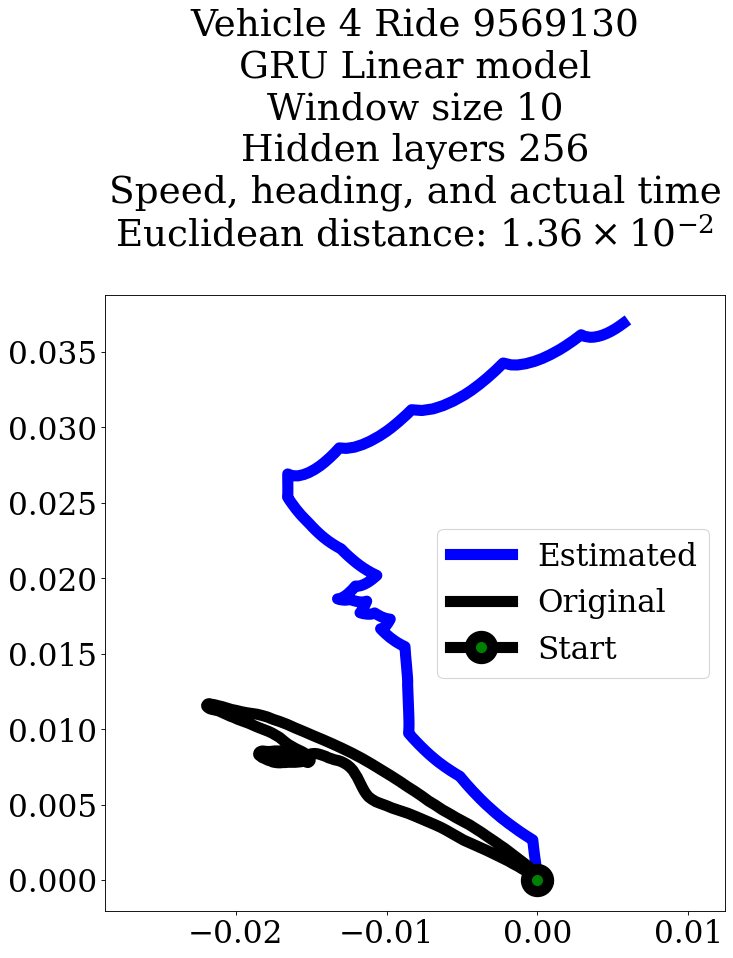 Vehicle 4 Ride 9569130
GRU Linear model
Window size 10
Hidden layers 256
Speed, heading, and actual time
Euclidean distance: 1.36 × 10⁻²
0.035
0.030
0.025
0.020
0.015
0.010
0.005
0.000
Estimated
Original
Start
−0.02
−0.01
0.00
0.01